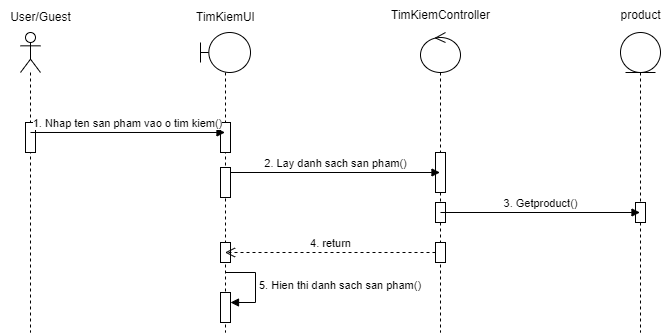 User/Guest
TimKiemUI
TimKiemController
product
1. Nhap ten san pham vao o tim kiem()
2. Lay danh sach san pham()
3. Getproduct()
4. return
5. Hien thi danh sach san pham()